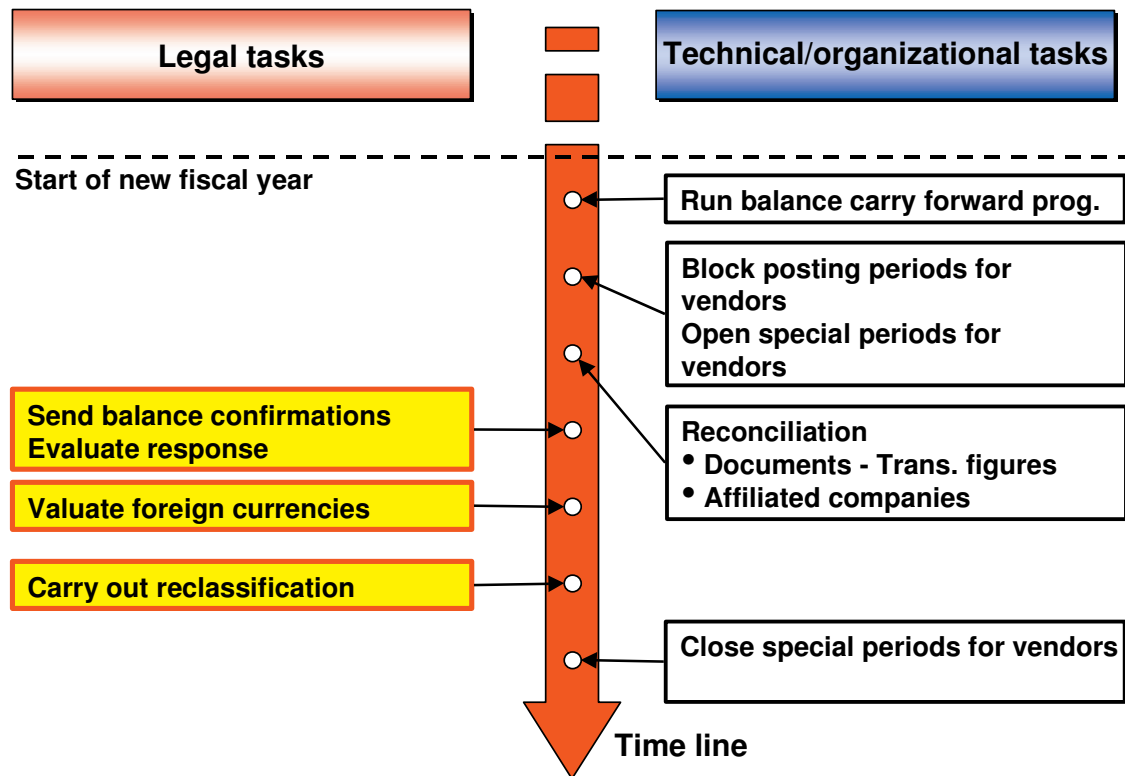 Legal tasks
Technical/organizational tasks
Start of new fiscal year
Run balance carry forward prog.
Block posting periods for
vendors
Open special periods for
vendors
Send balance confirmations
Evaluate response
Reconciliation
• Documents - Trans. figures
• Affiliated companies
Valuate foreign currencies
Carry out reclassification
Close special periods for vendors
Time line